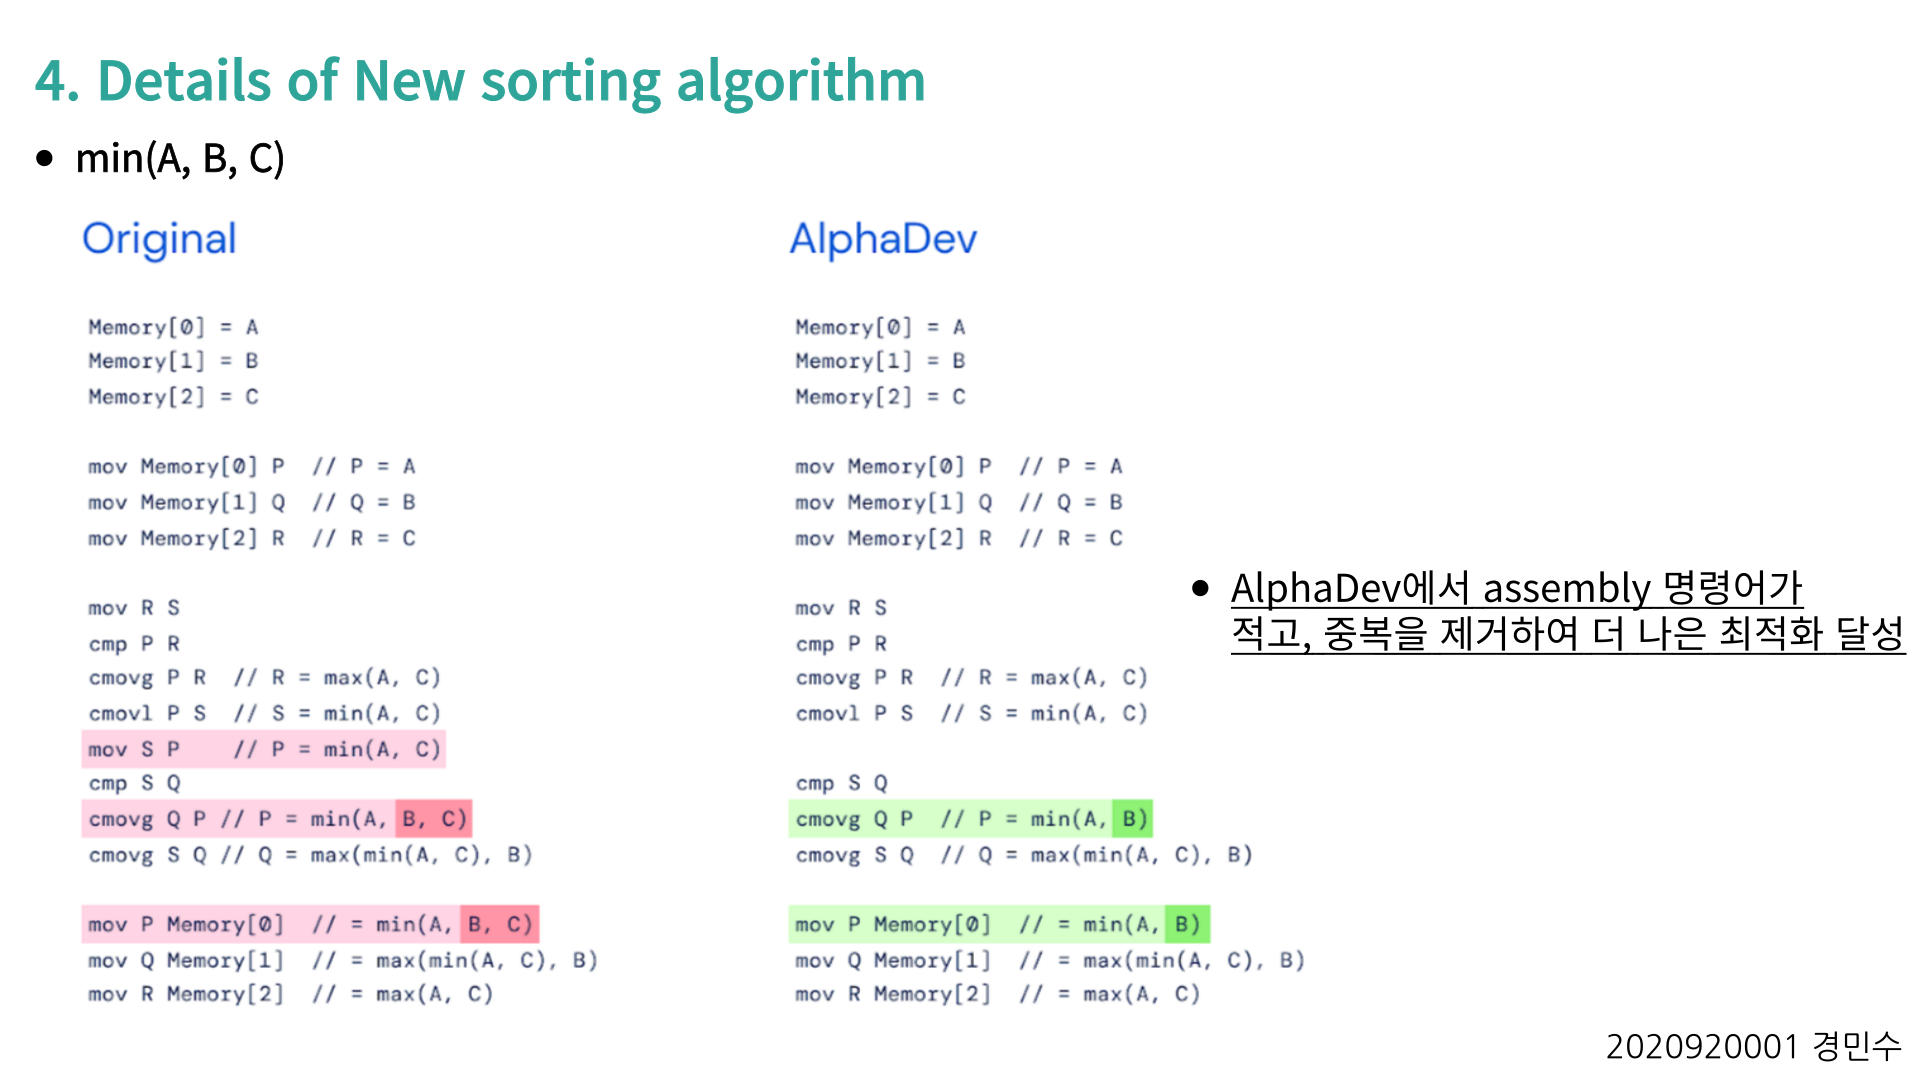 4. Details of New sorting algorithm
● min(A, B, C)
Original
Memory[0] = A
Memory[1] = B
Memory[2] = C
mov Memory[0] P // P = A
mov Memory[1] Q // Q = B
mov Memory[2] R // R = C
mov R S
cmp P R
cmovg P R // R = max(A, C)
cmovl P S // S = min(A, C)
mov S P // P = min(A, C)
cmp S Q
cmovg Q P // P = min(A, B, C)
cmovg S Q // Q = max(min(A, C), B)
mov P Memory[0] // = min(A, B, C)
mov Q Memory[1] // = max(min(A, C), B)
mov R Memory[2] // = max(A, C)
AlphaDev
Memory[0] = A
Memory[1] = B
Memory[2] = C
mov Memory[0] P // P = A
mov Memory[1] Q // Q = B
mov Memory[2] R // R = C
mov R S
cmp P R
cmovg P R // R = max(A, C)
cmovl P S // S = min(A, C)
cmp S Q
cmovg Q P // P = min(A, B)
cmovg S Q // Q = max(min(A, C), B)
mov P Memory[0] // = min(A, B)
mov Q Memory[1] // = max(min(A, C), B)
mov R Memory[2] // = max(A, C)
● AlphaDev에서 assembly 명령어가
적고, 중복을 제거하여 더 나은 최적화 달성
2020920001 경민수